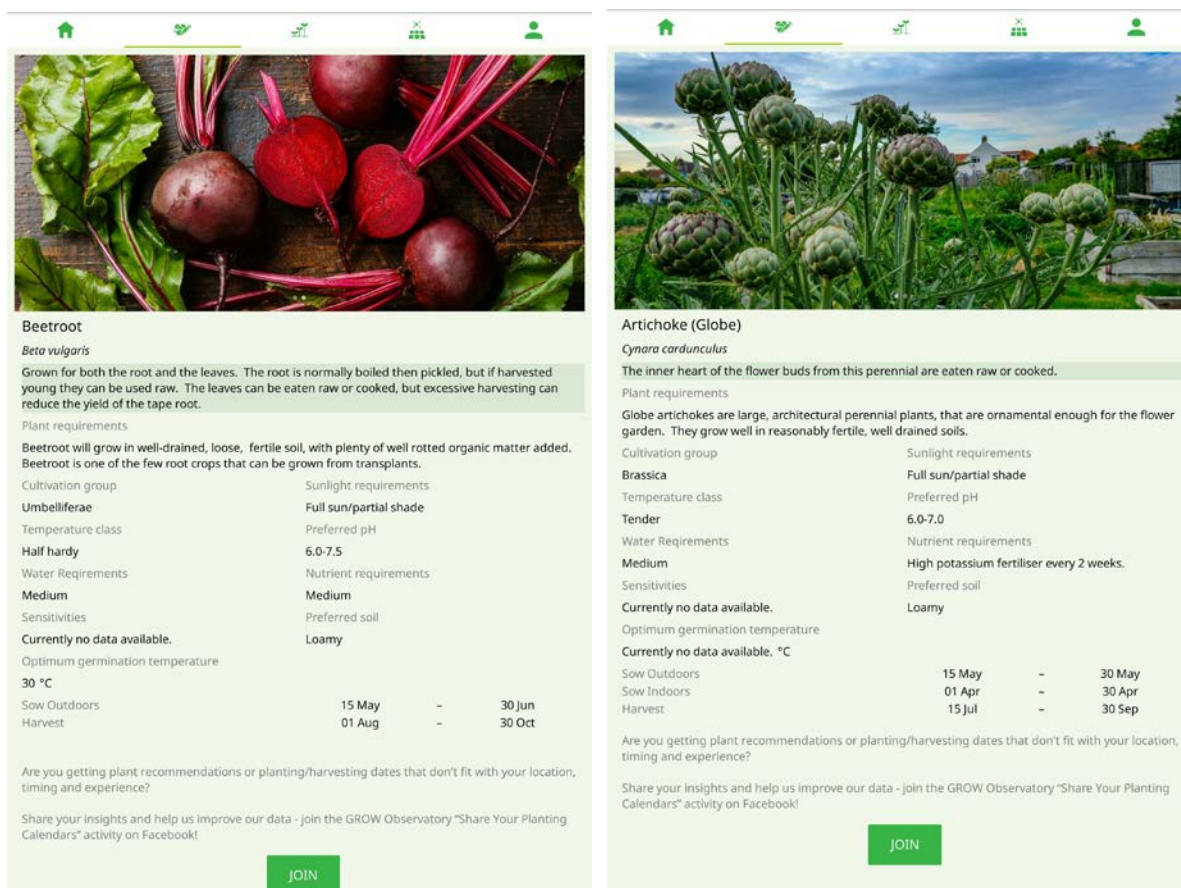 Beetroot
Beta vulgaris
Grown for both the root and the leaves. The root is normally boiled then pickled, but if harvested
young they can be used raw. The leaves can be eaten raw or cooked, but excessive harvesting can
reduce the yield of the tape root.
Plant requirements
Beetroot will grow in well-drained, loose, fertile soil, with plenty of well rotted organic matter added.
Beetroot is one of the few root crops that can be grown from transplants.
Cultivation group Sunlight requirements
Umbelliferae Full sun/partial shade
Temperature class Preferred pH
Half hardy 6.0-7.5
Water Reqirements Nutrient requirements
Medium Medium
Sensitivities Preferred soil
Currently no data available. Loamy
Optimum germination temperature
30 °C
Sow Outdoors 15 May – 30 Jun
Harvest 01 Aug – 30 Oct
Are you getting plant recommendations or planting/harvesting dates that don't fit with your location,
timing and experience?
Share your insights and help us improve our data - join the GROW Observatory "Share Your Planting
Calendars" activity on Facebook!
JOIN
Artichoke (Globe)
Cynara cardunculus
The inner heart of the flower buds from this perennial are eaten raw or cooked.
Plant requirements
Globe artichokes are large, architectural perennial plants, that are ornamental enough for the flower
garden. They grow well in reasonably fertile, well drained soils.
Cultivation group Sunlight requirements
Brassica Full sun/partial shade
Temperature class Preferred pH
Tender 6.0-7.0
Water Reqirements Nutrient requirements
Medium High potassium fertiliser every 2 weeks.
Sensitivities Preferred soil
Currently no data available. Loamy
Optimum germination temperature
Currently no data available. °C
Sow Outdoors 15 May – 30 May
Sow Indoors 01 Apr – 30 Apr
Harvest 15 Jul – 30 Sep
Are you getting plant recommendations or planting/harvesting dates that don't fit with your location,
timing and experience?
Share your insights and help us improve our data - join the GROW Observatory "Share Your Planting
Calendars" activity on Facebook!
JOIN